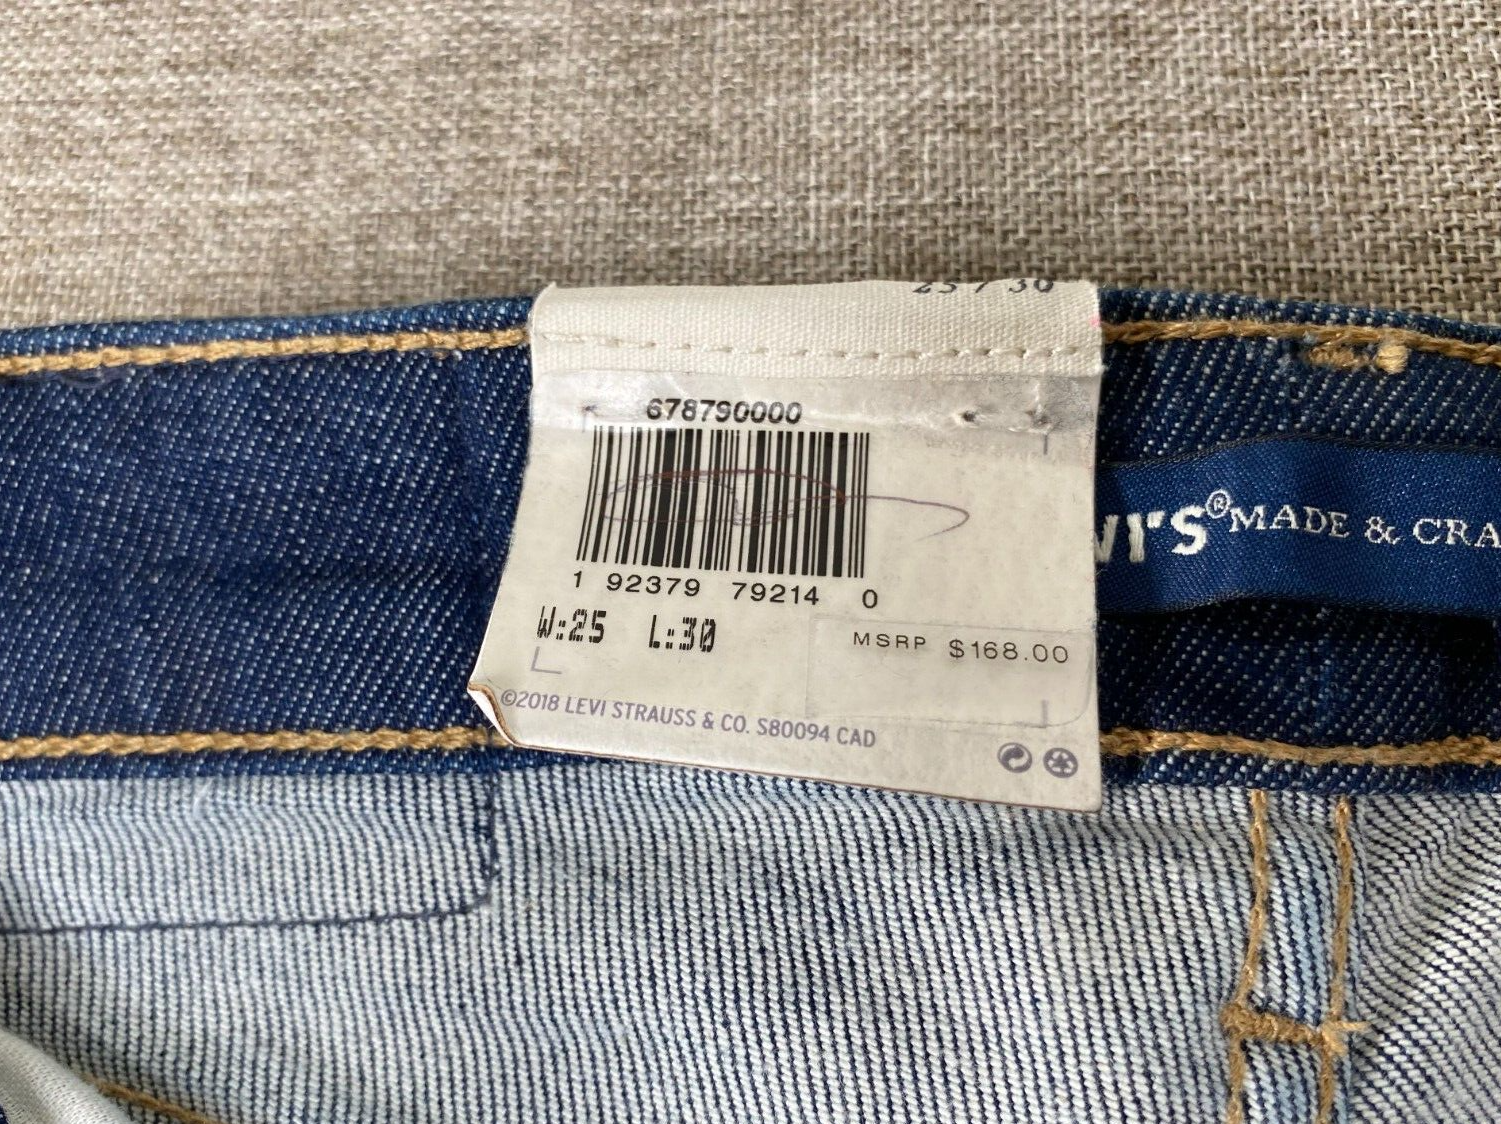 25 / 30
678790000
1 92379 79214 0
W:25 L:30
MSRP $168.00
©2018 LEVI STRAUSS & CO. S80094 CAD
VI'S® MADE & CRA